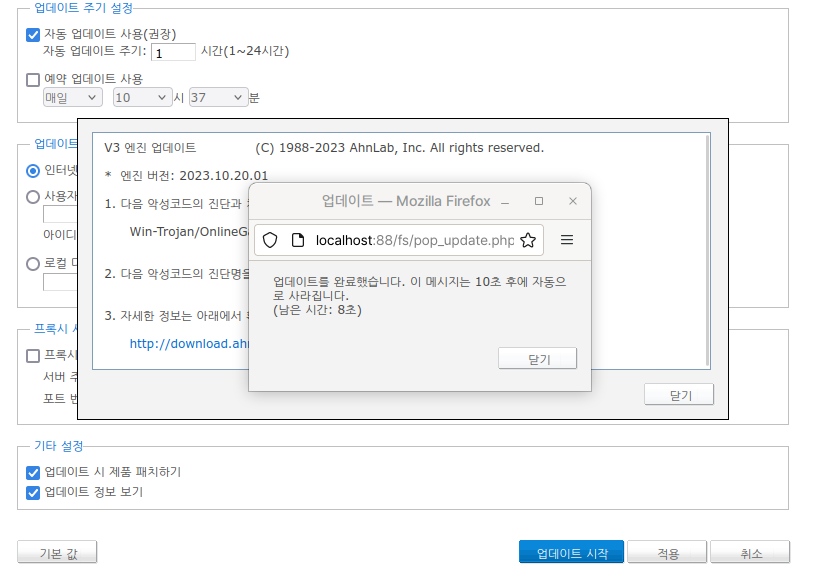 업데이트 주기 설정
자동 업데이트 사용(권장)
자동 업데이트 주기: 1 시간(1~24시간)
예약 업데이트 사용
매일 10 시 37 분
업데이트
인터넷
사용자
아이디
로컬
V3 엔진 업데이트 (C) 1988-2023 AhnLab, Inc. All rights reserved.
* 엔진 버전: 2023.10.20.01
1. 다음 악성코드의 진단과
Win-Trojan/OnlineGa
2. 다음 악성코드의 진단명을
3. 자세한 정보는 아래에서
http://download.ahn
업데이트 — Mozilla Firefox
localhost:88/fs/pop_update.php
업데이트를 완료했습니다. 이 메시지는 10초 후에 자동으
로 사라집니다.
(남은 시간: 8초)
닫기
닫기
프록시
프록시
서버
포트
기타 설정
업데이트 시 제품 패치하기
업데이트 정보 보기
기본 값 업데이트 시작 적용 취소